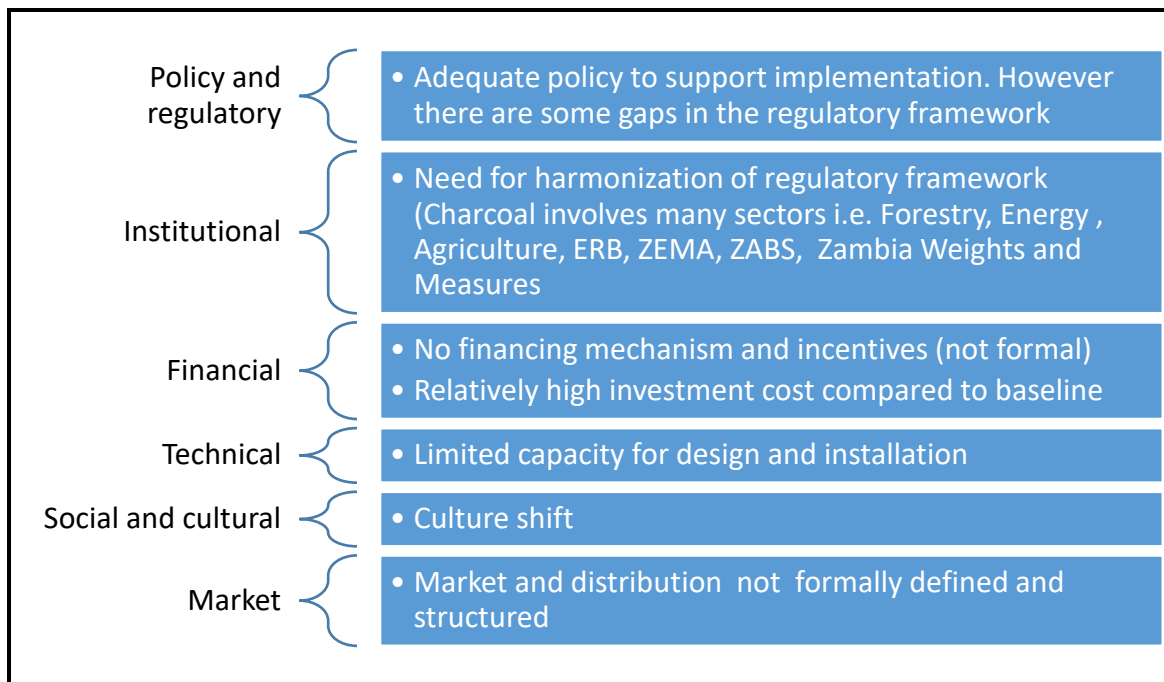 Policy and
regulatory
• Adequate policy to support implementation. However
there are some gaps in the regulatory framework
Institutional
• Need for harmonization of regulatory framework
(Charcoal involves many sectors i.e. Forestry, Energy ,
Agriculture, ERB, ZEMA, ZABS,  Zambia Weights and
Measures
Financial
• No financing mechanism and incentives (not formal)
• Relatively high investment cost compared to baseline
Technical
• Limited capacity for design and installation
Social and cultural
• Culture shift
Market
• Market and distribution  not  formally defined and
structured